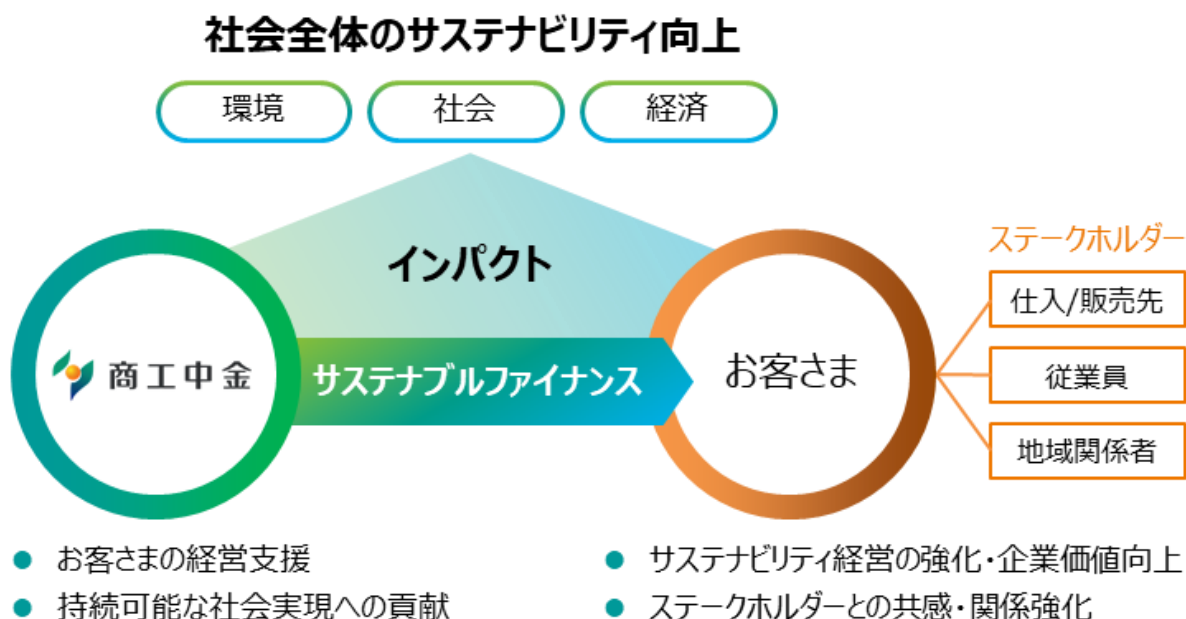 社会全体のサステナビリティ向上
環境
社会
経済
インパクト
商工中金
サステナブルファイナンス
お客さま
ステークホルダー
仕入/販売先
従業員
地域関係者
● お客さまの経営支援
● 持続可能な社会実現への貢献
● サステナビリティ経営の強化・企業価値向上
● ステークホルダーとの共感・関係強化